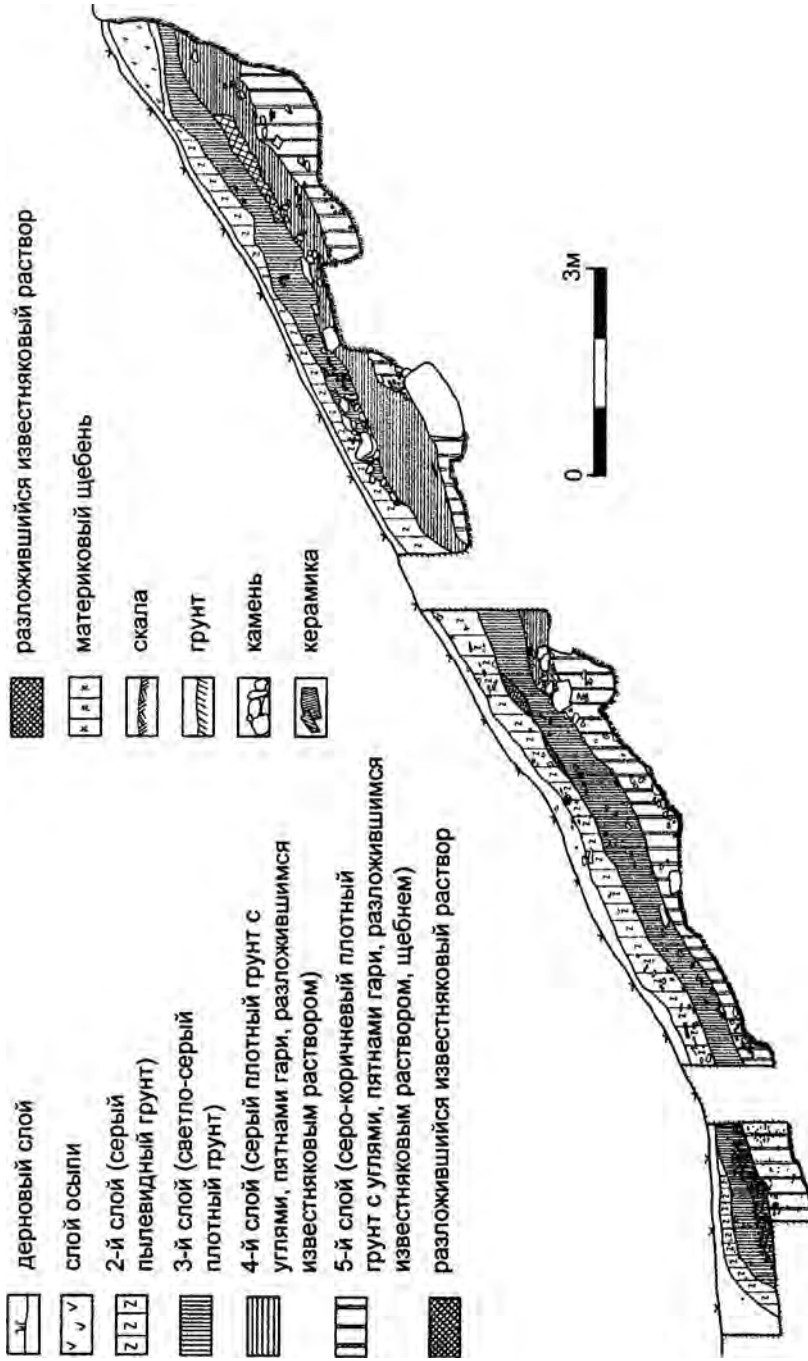 дерновый слой
слой осыпи
2-й слой (серый
пылевидный грунт)
3-й слой (светло-серый
плотный грунт)
4-й слой (серый плотный грунт с
углями, пятнами гари, разложившимся
известняковым раствором)
5-й слой (серо-коричневый плотный
грунт с углями, пятнами гари, разложившимся
известняковым раствором, щебнем)
разложившийся известняковый раствор
разложившийся известняковый раствор
материковый щебень
скала
грунт
камень
керамика
0 3м